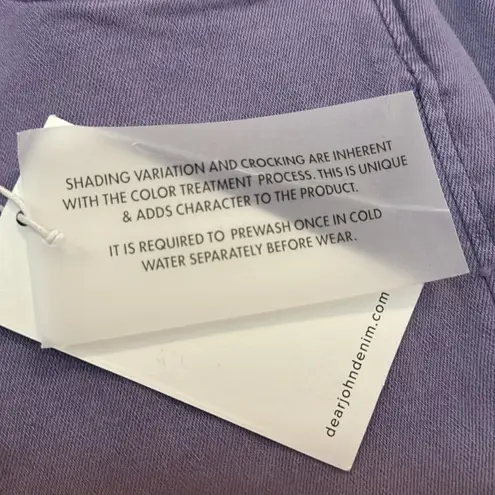 SHADING VARIATION AND CROCKING ARE INHERENT
WITH THE COLOR TREATMENT PROCESS. THIS IS UNIQUE
& ADDS CHARACTER TO THE PRODUCT.
IT IS REQUIRED TO PREWASH ONCE IN COLD
WATER SEPARATELY BEFORE WEAR.
dearjohndenim.com